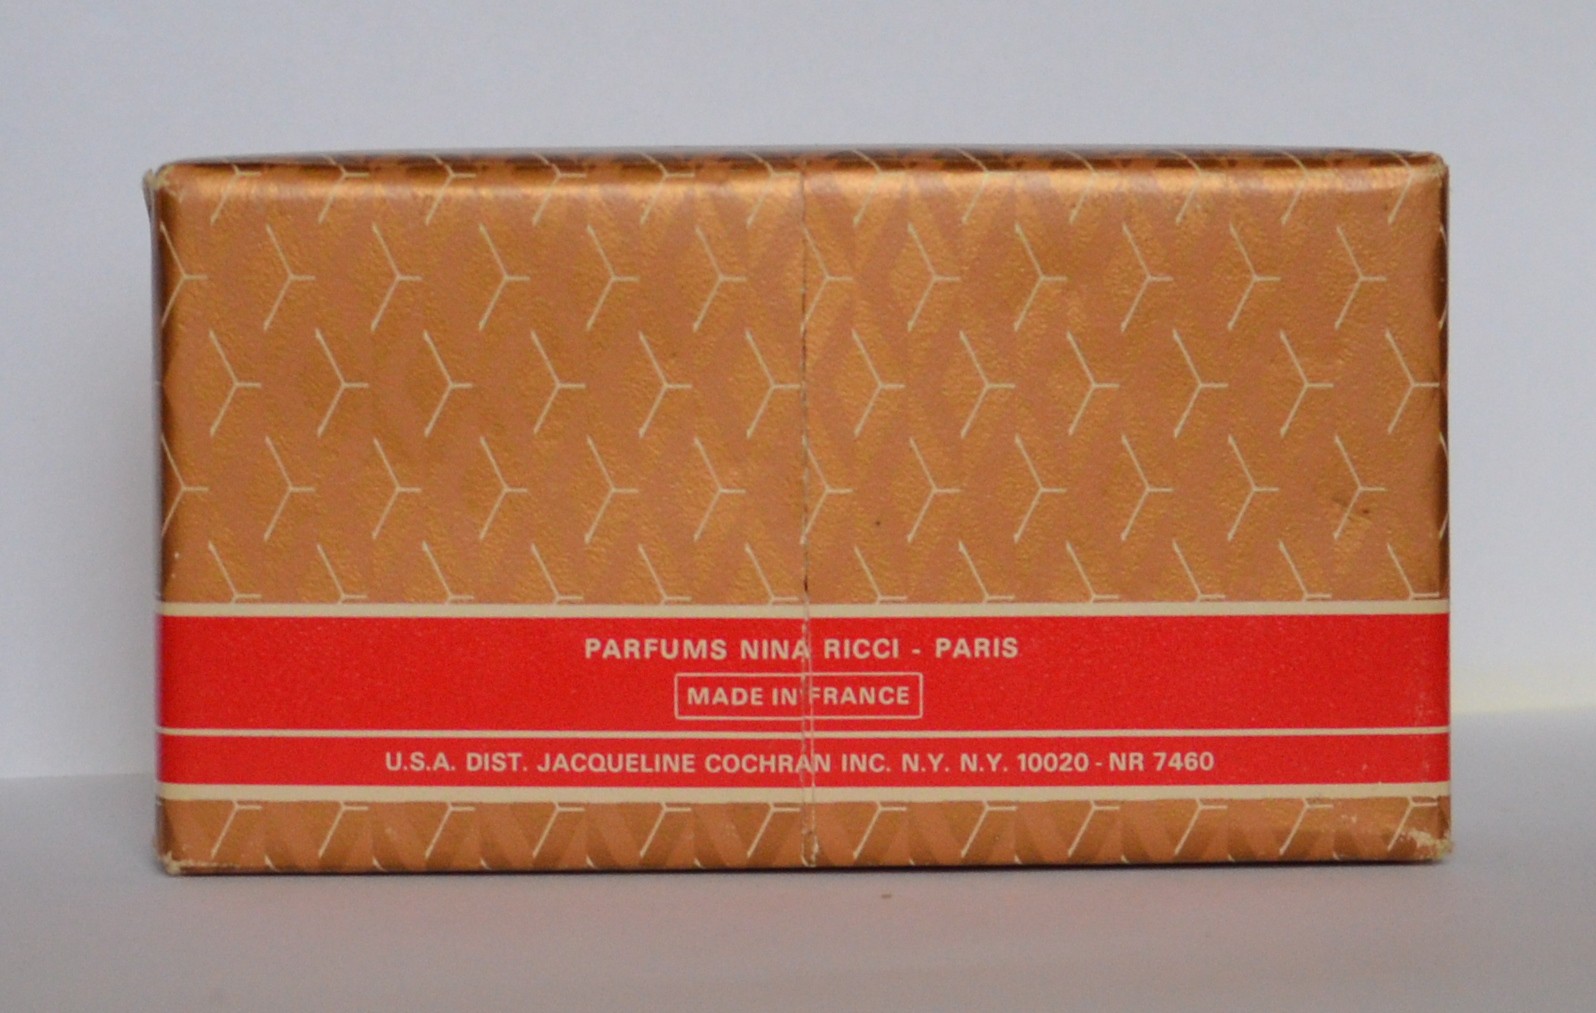 PARFUMS NINA RICCI - PARIS
MADE IN FRANCE
U.S.A. DIST. JACQUELINE COCHRAN INC. N.Y. N.Y. 10020 - NR 7460